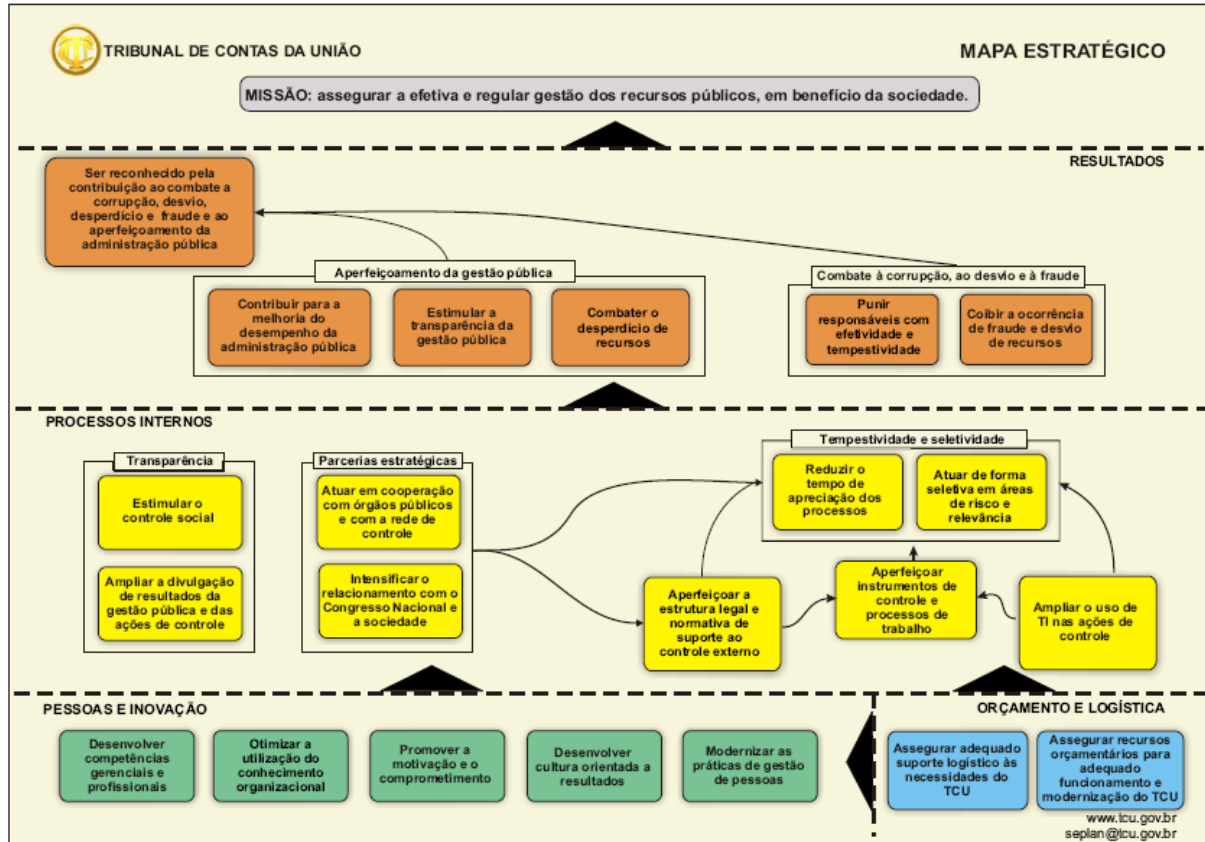 TRIBUNAL DE CONTAS DA UNIÃO
MAPA ESTRATÉGICO
MISSÃO: assegurar a efetiva e regular gestão dos recursos públicos, em benefício da sociedade.
RESULTADOS
Ser reconhecido pela
contribuição ao combate a
corrupção, desvio,
desperdício e fraude e ao
aperfeiçoamento da
administração pública
Aperfeiçoamento da gestão pública
Contribuir para a
melhoria do
desempenho da
administração pública
Estimular a
transparência da
gestão pública
Combater o
desperdício de
recursos
Combate à corrupção, ao desvio e à fraude
Punir
responsáveis com
efetividade e
tempestividade
Coibir a ocorrência
de fraude e desvio
de recursos
PROCESSOS INTERNOS
Transparência
Estimular o
controle social
Ampliar a divulgação
de resultados da
gestão pública e das
ações de controle
Parcerias estratégicas
Atuar em cooperação
com órgãos públicos
e com a rede de
controle
Intensificar o
relacionamento com o
Congresso Nacional e
a sociedade
Tempestividade e seletividade
Reduzir o
tempo de
apreciação dos
processos
Atuar de forma
seletiva em áreas
de risco e
relevância
Aperfeiçoar a
estrutura legal e
normativa de
suporte ao
controle externo
Aperfeiçoar
instrumentos de
controle e
processos de
trabalho
Ampliar o uso de
TI nas ações de
controle
PESSOAS E INOVAÇÃO
Desenvolver
competências
gerenciais e
profissionais
Otimizar a
utilização do
conhecimento
organizacional
Promover a
motivação e o
comprometimento
Desenvolver
cultura orientada a
resultados
Modernizar as
práticas de gestão
de pessoas
ORÇAMENTO E LOGÍSTICA
Assegurar adequado
suporte logístico às
necessidades do
TCU
Assegurar recursos
orçamentários para
adequado
funcionamento e
modernização do TCU
www.tcu.gov.br
seplan@tcu.gov.br